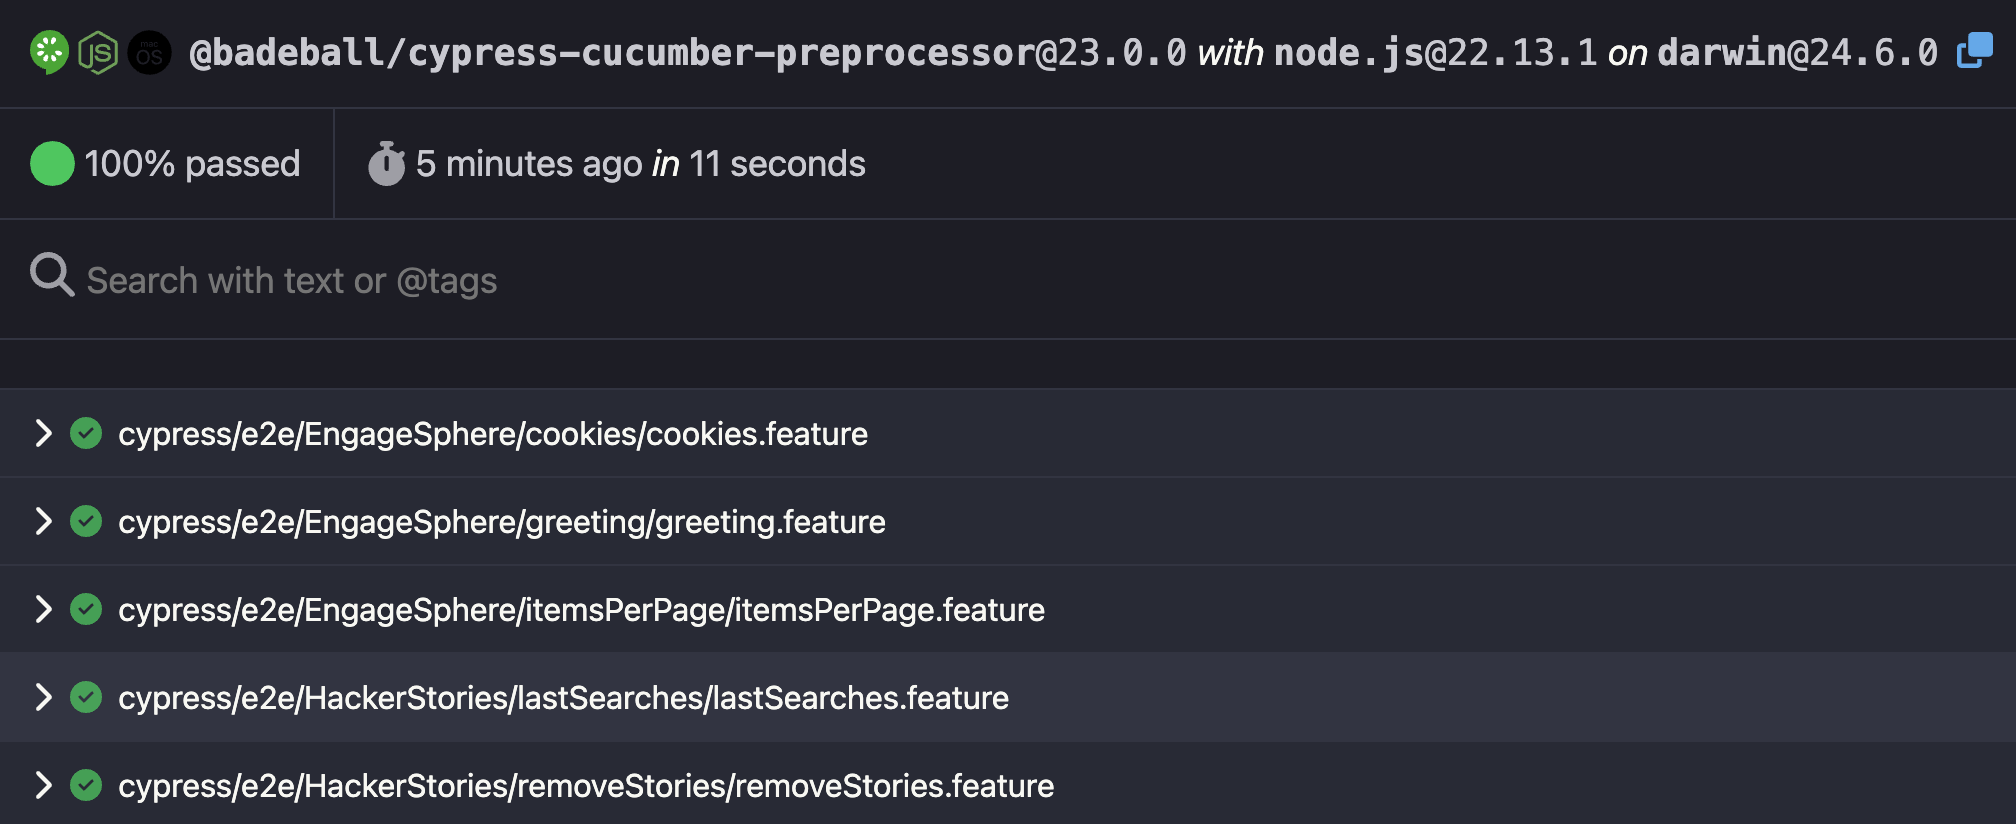 JS mac OS @badeball/cypress-cucumber-preprocessor@23.0.0 with node.js@22.13.1 on darwin@24.6.0
100% passed 5 minutes ago in 11 seconds
Search with text or @tags
cypress/e2e/EngageSphere/cookies/cookies.feature
cypress/e2e/EngageSphere/greeting/greeting.feature
cypress/e2e/EngageSphere/itemsPerPage/itemsPerPage.feature
cypress/e2e/HackerStories/lastSearches/lastSearches.feature
cypress/e2e/HackerStories/removeStories/removeStories.feature